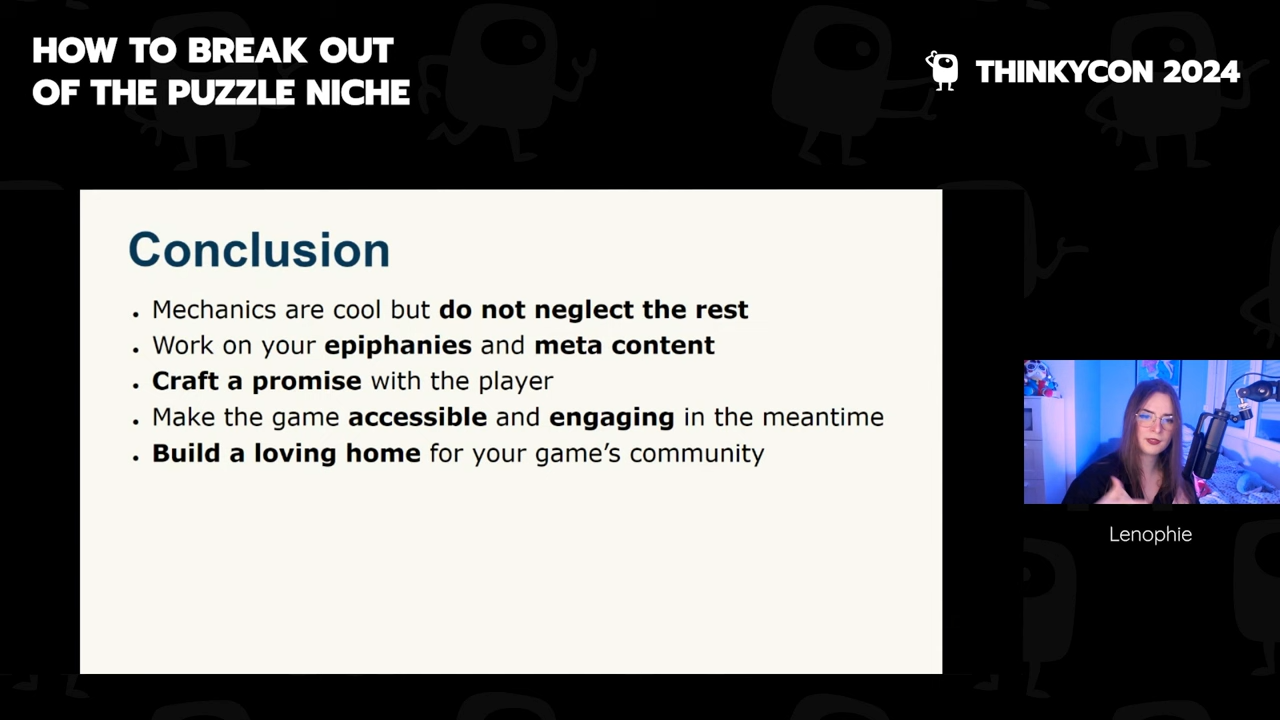 HOW TO BREAK OUT
OF THE PUZZLE NICHE
THINKYCON 2024
Conclusion
• Mechanics are cool but do not neglect the rest
• Work on your epiphanies and meta content
• Craft a promise with the player
• Make the game accessible and engaging in the meantime
• Build a loving home for your game’s community
Lenophie